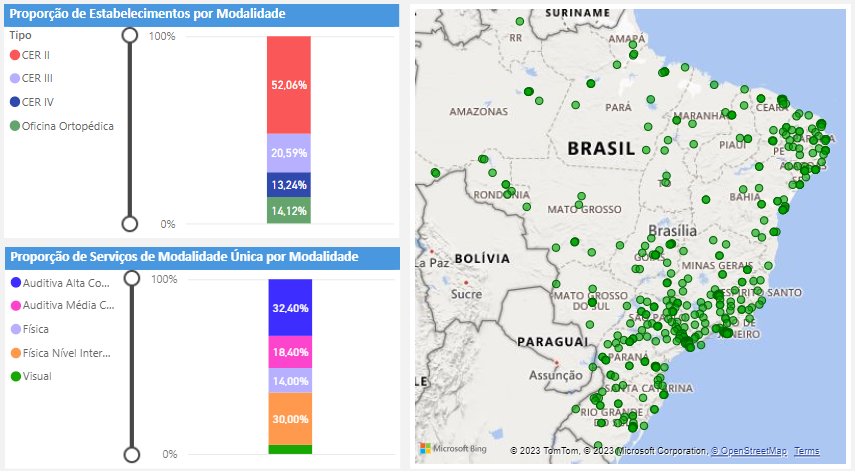 Proporção de Estabelecimentos por Modalidade
Tipo
CER II
CER III
CER IV
Oficina Ortopédica
100%
0%
52,06%
20,59%
13,24%
14,12%
Proporção de Serviços de Modalidade Única por Modalidade
Auditiva Alta Co...
Auditiva Média C...
Física
Física Nível Inter...
Visual
100%
0%
32,40%
18,40%
14,00%
30,00%
SURINAME
RR
AMAPÁ
AMAZONAS
PARÁ
MARANHÃO
CEARÁ
BRASIL
PIAUÍ
PE
RONDÔNIA
MATO GROSSO
BAHIA
Brasília
La Paz
BOLÍVIA
Sucre
MINAS GERAIS
ESPÍRITO SANTO
MATO GROSSO
DO SUL
PARAGUAI
PARANÁ
Assunção
SANTA CATARINA
RIO GRANDE
DO SUL
Microsoft Bing
© 2023 TomTom, © 2023 Microsoft Corporation, © OpenStreetMap Terms